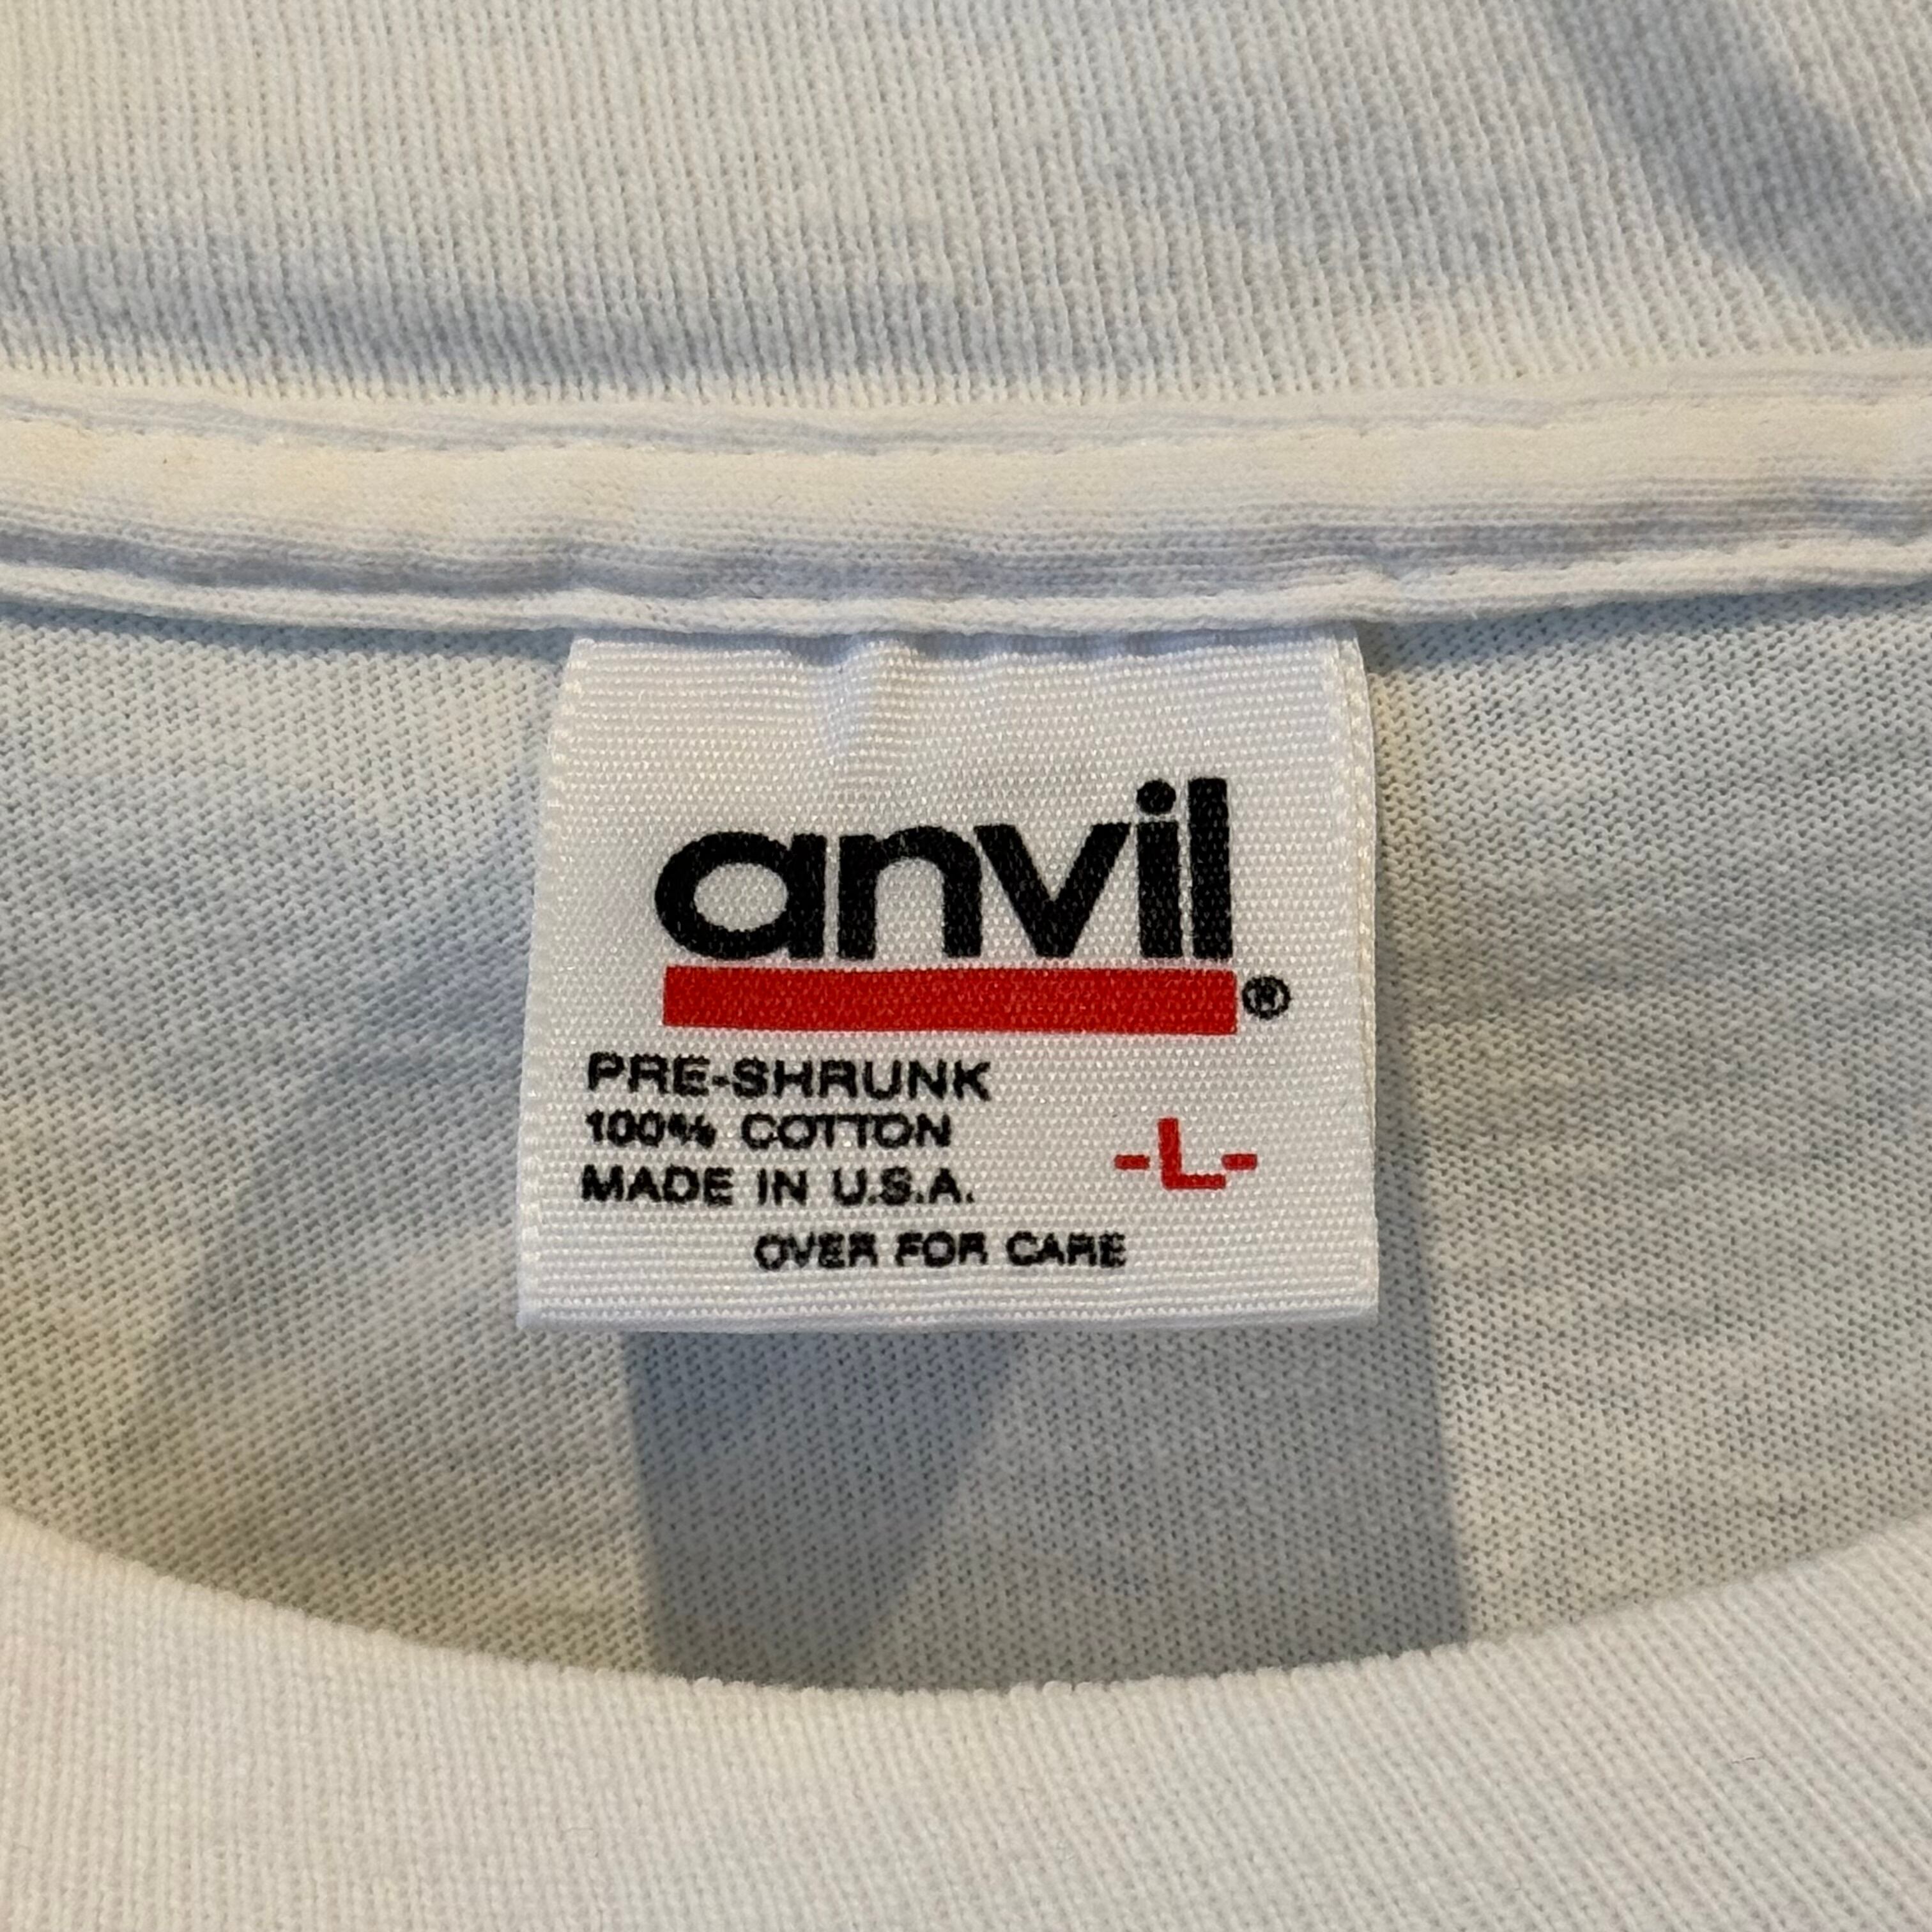 anvil®
PRE-SHRUNK
100% COTTON
MADE IN U.S.A.
-L-
OVER FOR CARE